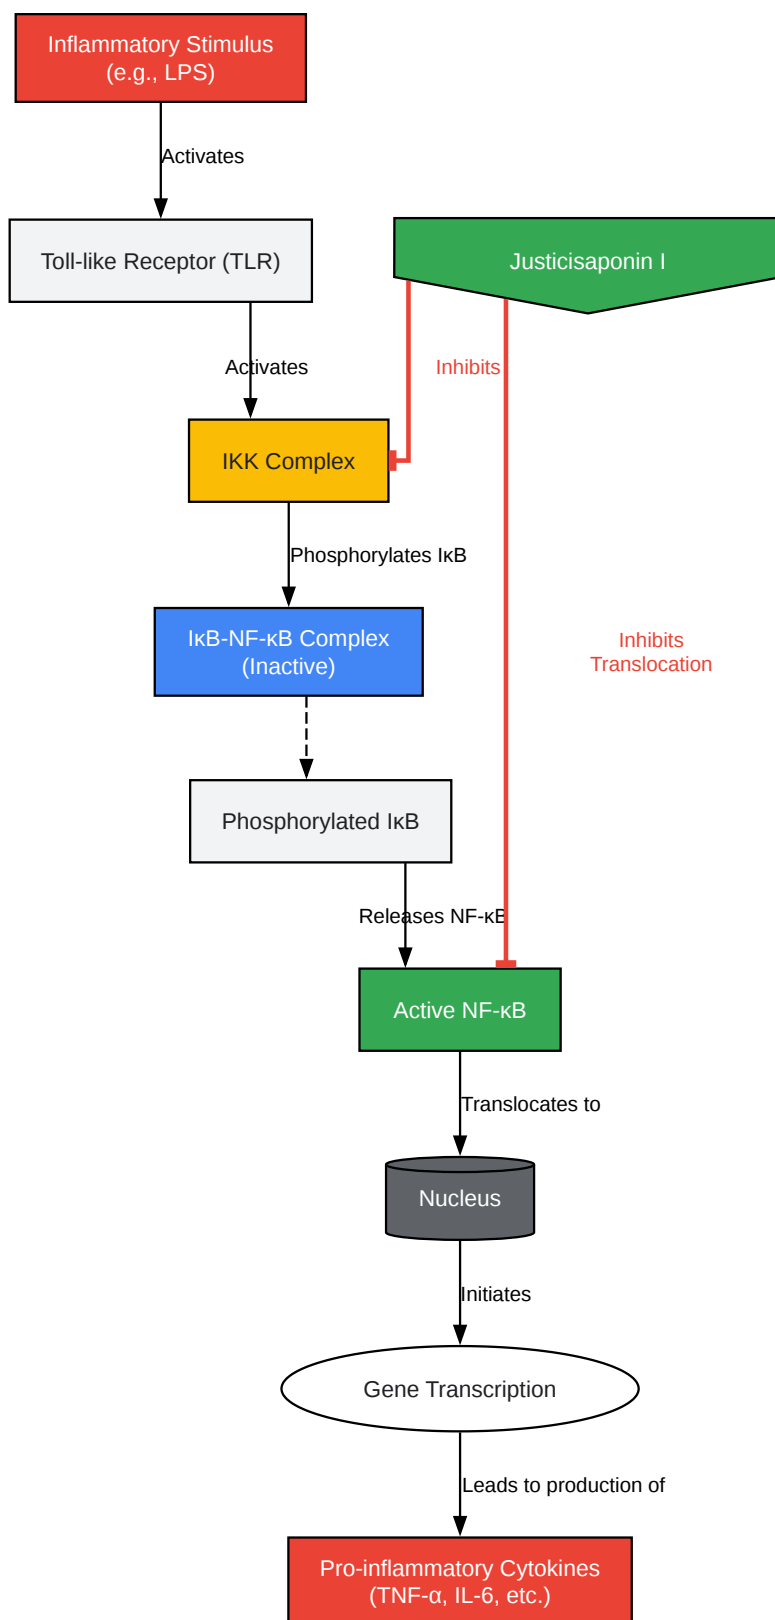 Inflammatory Stimulus
(e.g., LPS)
Activates
Toll-like Receptor (TLR)
Justicisaponin I
Activates
Inhibits
IKK Complex
Phosphorylates IκB
IκB-NF-κB Complex
(Inactive)
Inhibits
Translocation
Phosphorylated IκB
Releases NF-κB
Active NF-κB
Translocates to
Nucleus
Initiates
Gene Transcription
Leads to production of
Pro-inflammatory Cytokines
(TNF-α, IL-6, etc.)